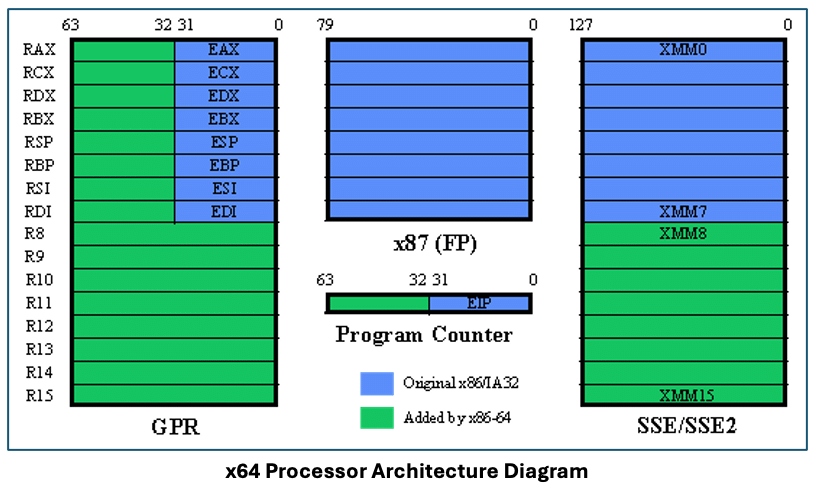 63 32 31 0 79 0 127 0
RAX EAX XMM0
RCX ECX
RDX EDX
RBX EBX
RSP ESP
RBP EBP
RSI ESI
RDI EDI XMM7
R8 x87 (FP) XMM8
R9
R10 63 32 31 0
R11 EIP
R12 Program Counter
R13
R14 Original x86/IA32
R15 Added by x86-64 XMM15
GPR SSE/SSE2
x64 Processor Architecture Diagram